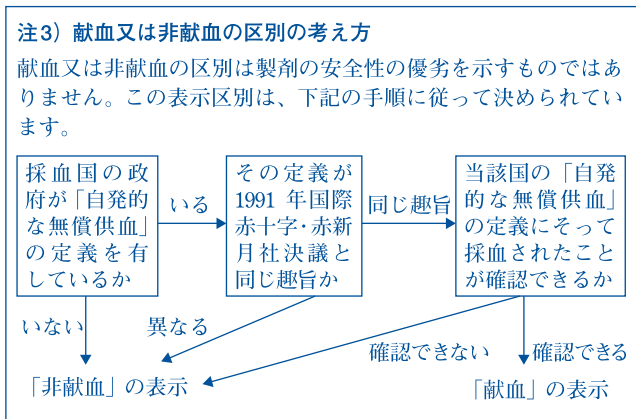 注3）献血又は非献血の区別の考え方
献血又は非献血の区別は製剤の安全性の優劣を示すものではあ
りません。この表示区別は、下記の手順に従って決められてい
ます。
採血国の政
府が「自発的
な無償供血」
の定義を有
しているか
いる
その定義が
1991 年国際
赤十字・赤新
月社決議と
同じ趣旨か
同じ趣旨
当該国の「自発
的な無償供血」
の定義にそって
採血されたこと
が確認できるか
いない
異なる
確認できない
確認できる
「非献血」の表示
「献血」の表示